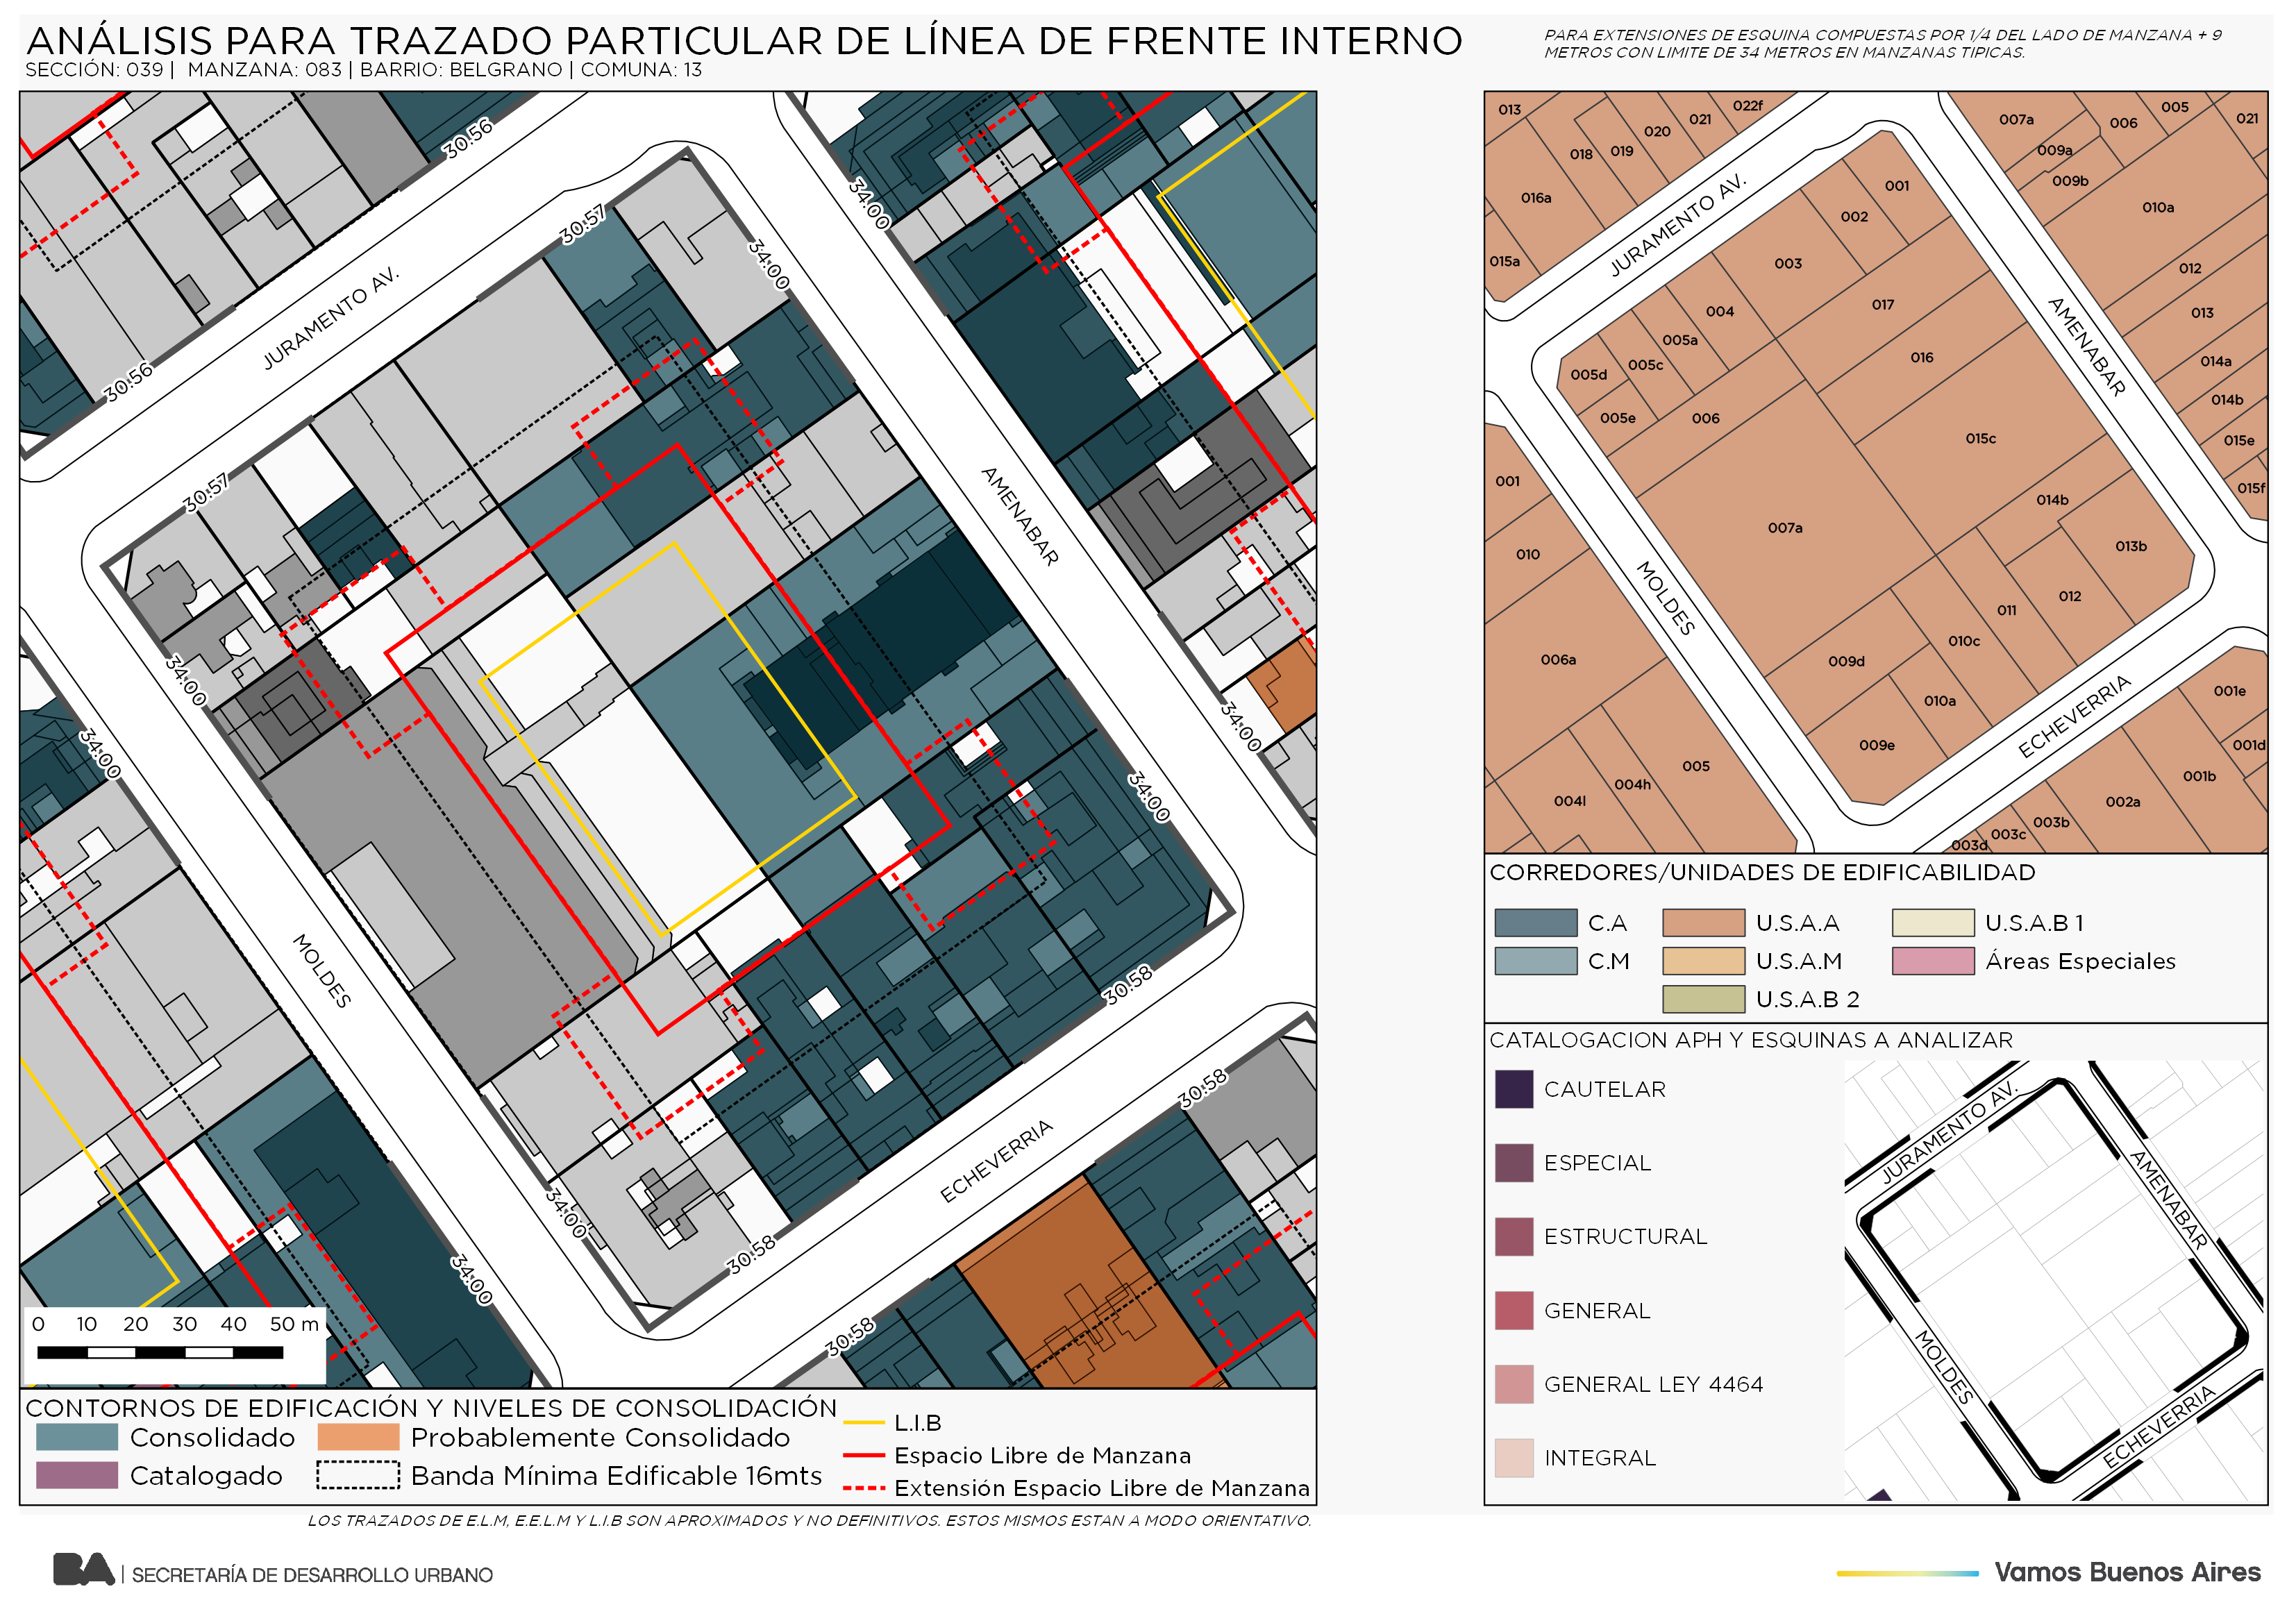 ANÁLISIS PARA TRAZADO PARTICULAR DE LÍNEA DE FRENTE INTERNO
SECCIÓN: 039 | MANZANA: 083 | BARRIO: BELGRANO | COMUNA: 13
PARA EXTENSIONES DE ESQUINA COMPUESTAS POR 1/4 DEL LADO DE MANZANA + 9
METROS CON LIMITE DE 34 METROS EN MANZANAS TIPICAS.
30.56
30.56
JURAMENTO AV.
30.57
30.57
34.00
34.00
AMENABAR
34.00
34.00
34.00
34.00
MOLDES
34.00
34.00
30.58
30.58
30.58
30.58
ECHEVERRIA
0 10 20 30 40 50 m
CONTORNOS DE EDIFICACIÓN Y NIVELES DE CONSOLIDACIÓN
Consolidado
Probablemente Consolidado
Catalogado
Banda Mínima Edificable 16mts
L.I.B
Espacio Libre de Manzana
Extensión Espacio Libre de Manzana
LOS TRAZADOS DE E.L.M, E.E.L.M Y L.I.B SON APROXIMADOS Y NO DEFINITIVOS. ESTOS MISMOS ESTAN A MODO ORIENTATIVO.
013
018
019
020
021
022f
016a
015a
007a
006
005
021
009a
009b
010a
012
013
014a
014b
015e
015f
JURAMENTO AV.
001
002
003
004
005a
005c
005d
005e
006
017
016
015c
007a
014b
013b
012
011
010c
009d
010a
009e
AMENABAR
MOLDES
ECHEVERRIA
001
010
006a
005
004h
004l
001e
001d
001b
002a
003b
003c
003d
CORREDORES/UNIDADES DE EDIFICABILIDAD
C.A
U.S.A.A
U.S.A.B 1
C.M
U.S.A.M
Áreas Especiales
U.S.A.B 2
CATALOGACION APH Y ESQUINAS A ANALIZAR
CAUTELAR
ESPECIAL
ESTRUCTURAL
GENERAL
GENERAL LEY 4464
INTEGRAL
JURAMENTO AV.
AMENABAR
MOLDES
ECHEVERRIA
BA | SECRETARÍA DE DESARROLLO URBANO
Vamos Buenos Aires